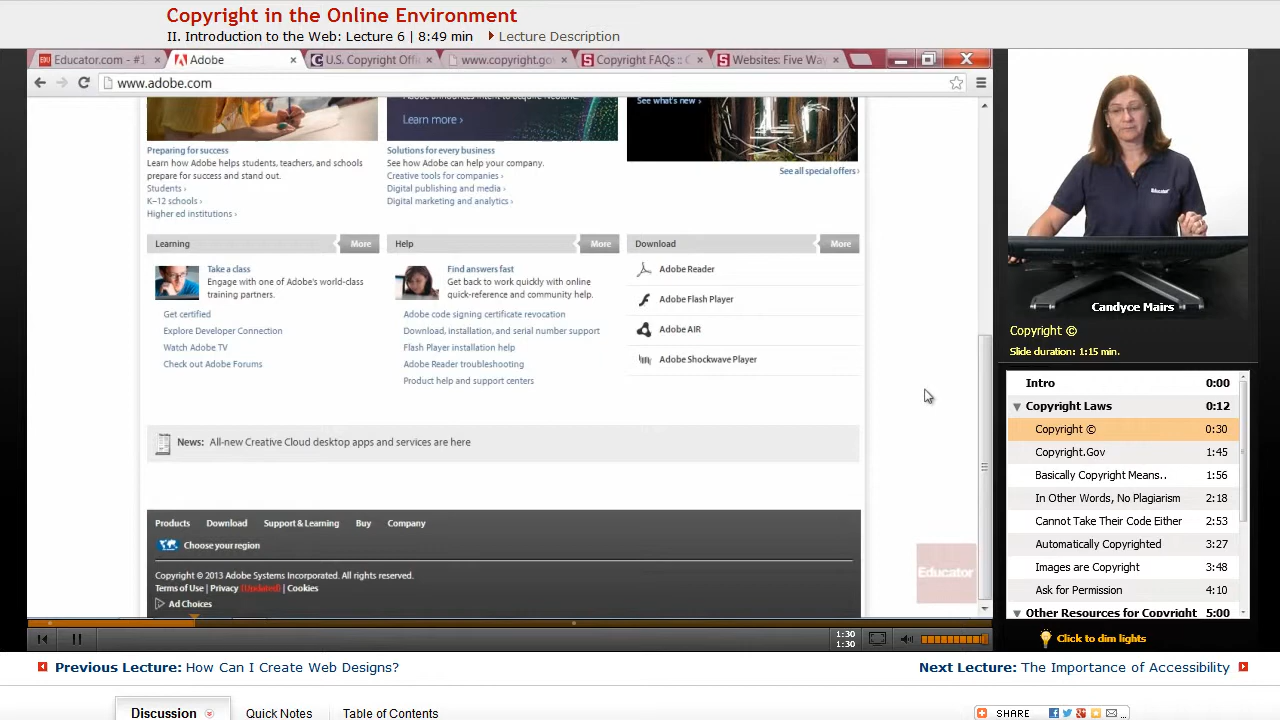 Copyright in the Online Environment
II. Introduction to the Web: Lecture 6 | 8:49 min Lecture Description
Educator.com - #1 Adobe U.S. Copyright Offi www.copyright.gov Copyright FAQs :: C Websites: Five Way
www.adobe.com
Learn more ›
See what's new ›
Preparing for success
Learn how Adobe helps students, teachers, and schools
prepare for success and stand out.
Students ›
K–12 schools ›
Higher ed institutions ›
Solutions for every business
See how Adobe can help your company.
Creative tools for companies ›
Digital publishing and media ›
Digital marketing and analytics ›
See all special offers ›
Learning More
Take a class
Engage with one of Adobe's world-class
training partners.
Get certified
Explore Developer Connection
Watch Adobe TV
Check out Adobe Forums
Help More
Find answers fast
Get back to work quickly with online
quick-reference and community help.
Adobe code signing certificate revocation
Download, installation, and serial number support
Flash Player installation help
Adobe Reader troubleshooting
Product help and support centers
Download More
Adobe Reader
Adobe Flash Player
Adobe AIR
Adobe Shockwave Player
News: All-new Creative Cloud desktop apps and services are here
Products Download Support & Learning Buy Company
Choose your region
Copyright © 2013 Adobe Systems Incorporated. All rights reserved.
Terms of Use | Privacy (Updated) | Cookies
Ad Choices
Educator
1:30
1:30
Educator
Candyce Mairs
Copyright ©
Slide duration: 1:15 min.
Intro 0:00
Copyright Laws 0:12
Copyright © 0:30
Copyright.Gov 1:45
Basically Copyright Means.. 1:56
In Other Words, No Plagiarism 2:18
Cannot Take Their Code Either 2:53
Automatically Copyrighted 3:27
Images are Copyright 3:48
Ask for Permission 4:10
Other Resources for Copyright 5:00
Click to dim lights
Previous Lecture: How Can I Create Web Designs?
Next Lecture: The Importance of Accessibility
Discussion Quick Notes Table of Contents
SHARE